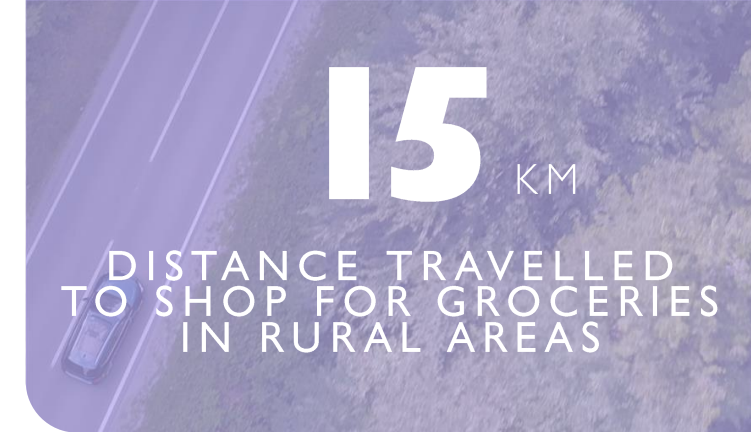 15 KM
DISTANCE TRAVELLED
TO SHOP FOR GROCERIES
IN RURAL AREAS